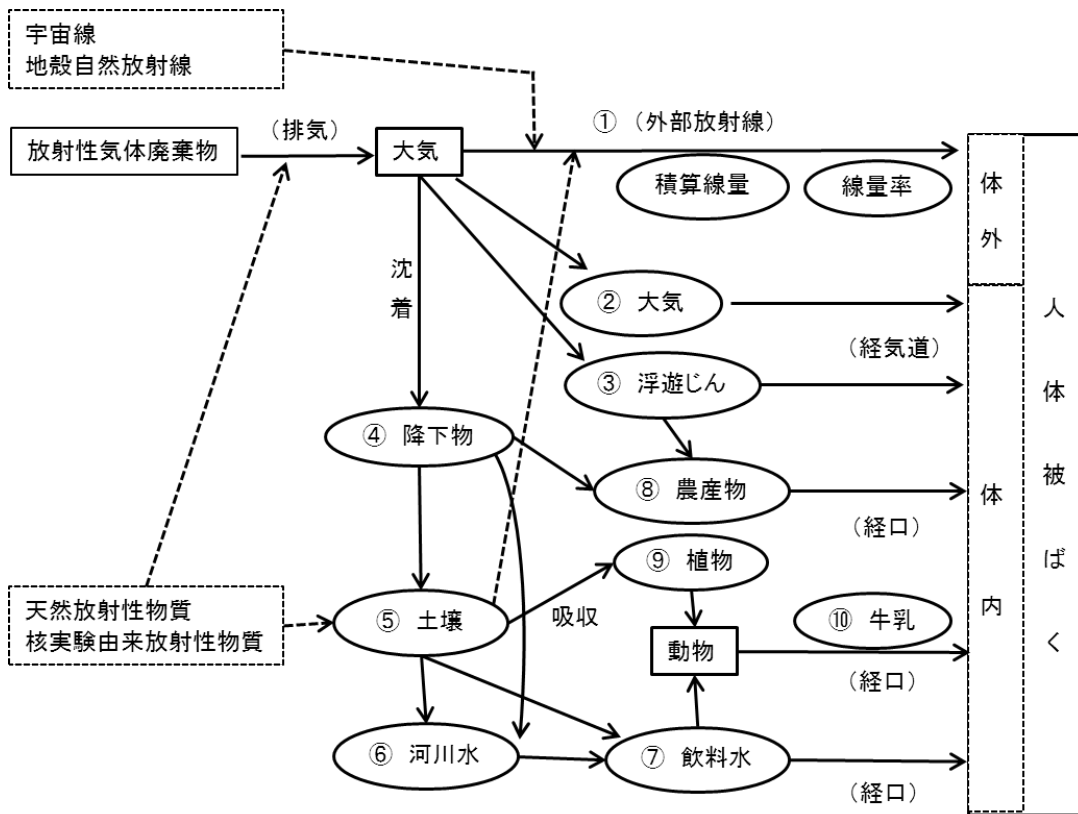 宇宙線
地殻自然放射線
① （外部放射線）
放射性気体廃棄物
（排気）
大気
積算線量
線量率
体外
沈着
② 大気
（経気道）
③ 浮遊じん
④ 降下物
⑧ 農産物
（経口）
⑨ 植物
天然放射性物質
核実験由来放射性物質
⑤ 土壌
吸収
動物
⑩ 牛乳
（経口）
⑥ 河川水
⑦ 飲料水
（経口）
体内
人体被ばく